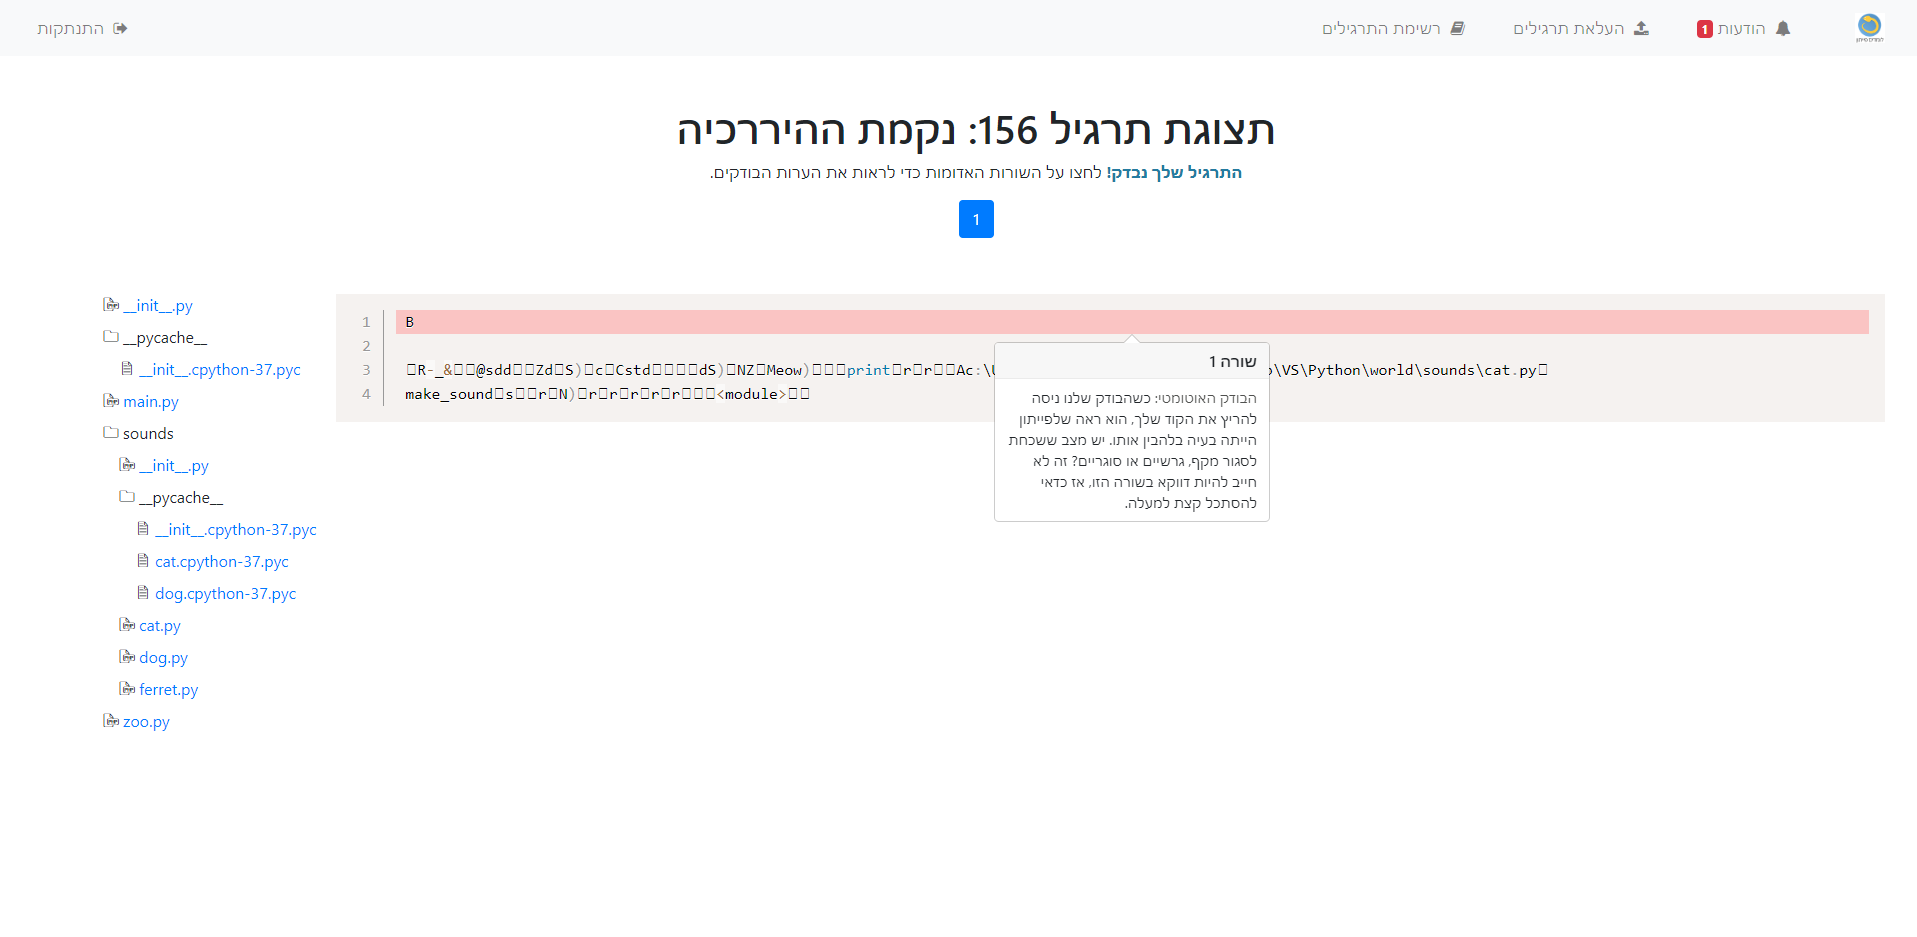 הודעות 1
העלאת תרגילים
רשימת התרגילים
התנתקות
תצוגת תרגיל 156: נקמת ההיררכיה
התרגיל שלך נבדק! לחצו על השורות האדומות כדי לראות את הערות הבודקים.
1
__init__.py
__pycache__
__init__.cpython-37.pyc
main.py
sounds
__init__.py
__pycache__
__init__.cpython-37.pyc
cat.cpython-37.pyc
dog.cpython-37.pyc
cat.py
dog.py
ferret.py
zoo.py
1 B
2
3 □R-_&□□@sdd□□Zd□S)□c□Cstd□□□□dS)□NZ□Meow)□□□print□r□r□□Ac:\ \VS\Python\world\sounds\cat.py□
4 make_sound□s□□r□N)□r□r□r□r□r□□□<module>□□
שורה 1
הבודק האוטומטי: כשהבודק שלנו ניסה
להריץ את הקוד שלך, הוא ראה שלפייתון
הייתה בעיה בלהבין אותו. יש מצב ששכחת
לסגור מקף, גרשיים או סוגריים? זה לא
חייב להיות דווקא בשורה הזו, אז כדאי
להסתכל קצת למעלה.